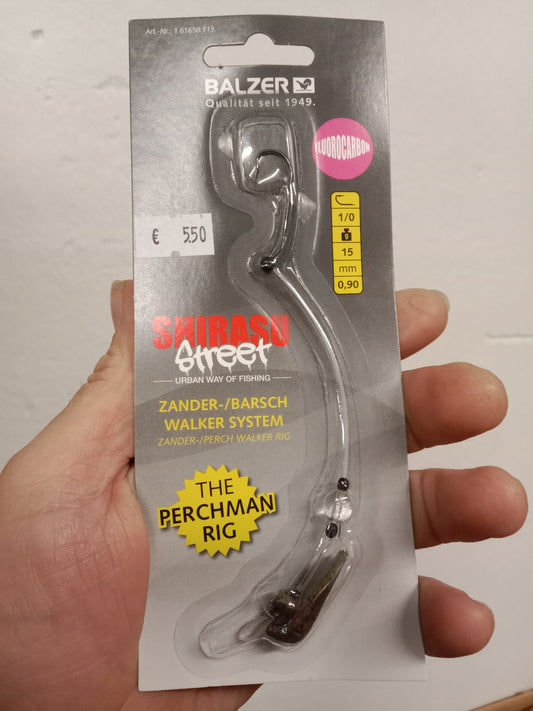 Art.-Nr.: 1 61650 115
BALZER
Qualität seit 1949.
FLUOROCARBON
1/0
g
15
mm
0,90
€ 5.50
SHIRASU
Street
URBAN WAY OF FISHING
ZANDER-/BARSCH
WALKER SYSTEM
ZANDER-/PERCH WALKER RIG
THE
PERCHMAN
RIG